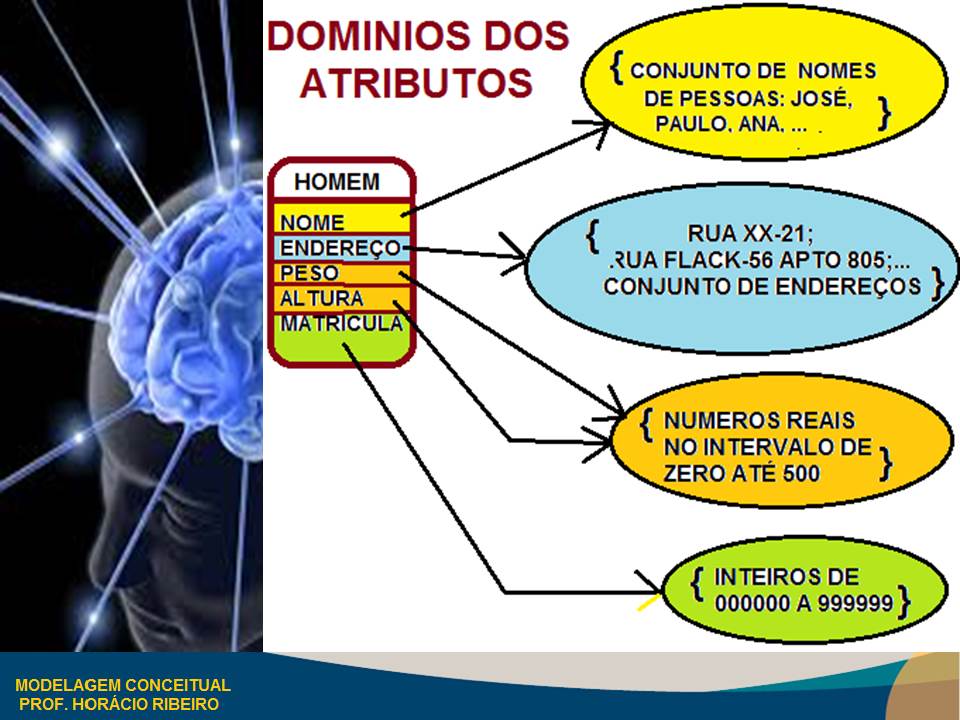 DOMINIOS DOS
ATRIBUTOS
{ CONJUNTO DE NOMES
DE PESSOAS: JOSÉ,
PAULO, ANA, ... }
HOMEM
NOME
ENDEREÇO
PESO
ALTURA
MATRICULA
{ RUA XX-21;
.RUA FLACK-56 APTO 805;...
CONJUNTO DE ENDEREÇOS }
{ NUMEROS REAIS
NO INTERVALO DE
ZERO ATÉ 500 }
{ INTEIROS DE
000000 A 999999 }
MODELAGEM CONCEITUAL
PROF. HORÁCIO RIBEIRO